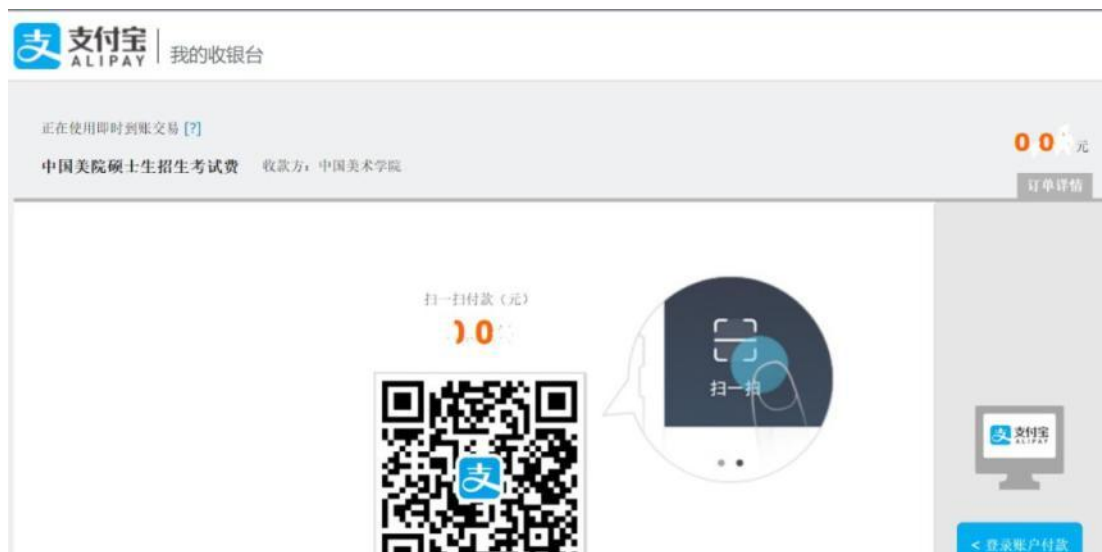 支付宝
ALIPAY
我的收银台
正在使用即时到账交易 [?]
中国美院硕士生招生考试费 收款方：中国美术学院
元
订单详情
扫一扫付款（元）
扫一扫
支付宝
ALIPAY
< 登录账户付款